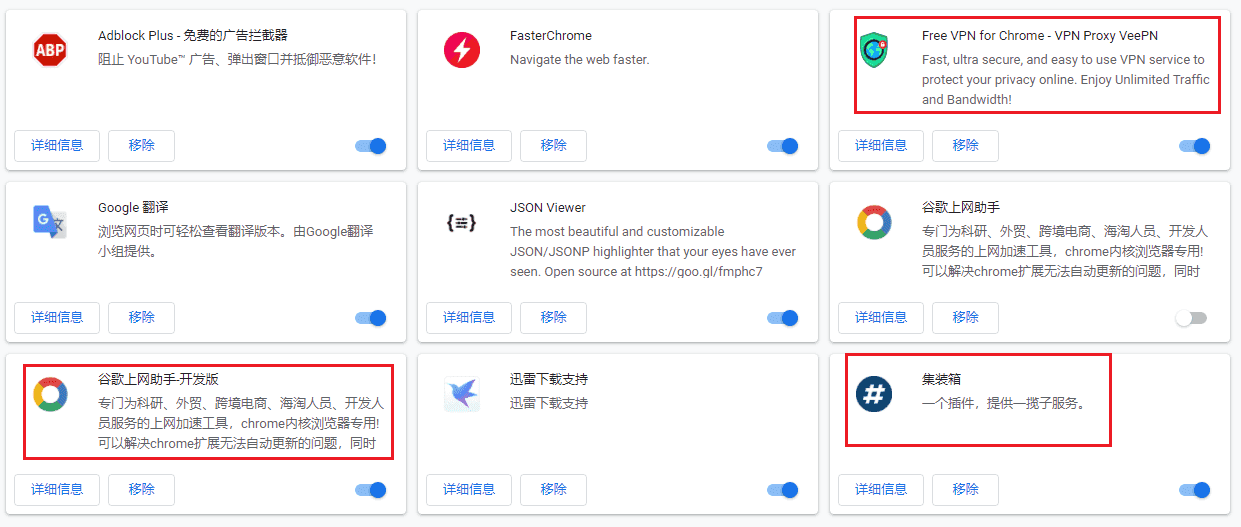 ABP
Adblock Plus - 免费的广告拦截器
阻止 YouTube™ 广告、弹出窗口并抵御恶意软件！
详细信息
移除
FasterChrome
Navigate the web faster.
详细信息
移除
Free VPN for Chrome - VPN Proxy VeePN
Fast, ultra secure, and easy to use VPN service to
protect your privacy online. Enjoy Unlimited Traffic
and Bandwidth!
详细信息
移除
G 文
Google 翻译
浏览网页时可轻松查看翻译版本。由Google翻译
小组提供。
详细信息
移除
JSON Viewer
The most beautiful and customizable
JSON/JSONP highlighter that your eyes have ever
seen. Open source at https://goo.gl/fmphc7
详细信息
移除
谷歌上网助手
专门为科研、外贸、跨境电商、海淘人员、开发人
员服务的上网加速工具，chrome内核浏览器专用!
可以解决chrome扩展无法自动更新的问题，同时
详细信息
移除
谷歌上网助手-开发版
专门为科研、外贸、跨境电商、海淘人员、开发人
员服务的上网加速工具，chrome内核浏览器专用!
可以解决chrome扩展无法自动更新的问题，同时
详细信息
移除
迅雷下载支持
迅雷下载支持
详细信息
移除
#
集装箱
一个插件，提供一揽子服务。
详细信息
移除